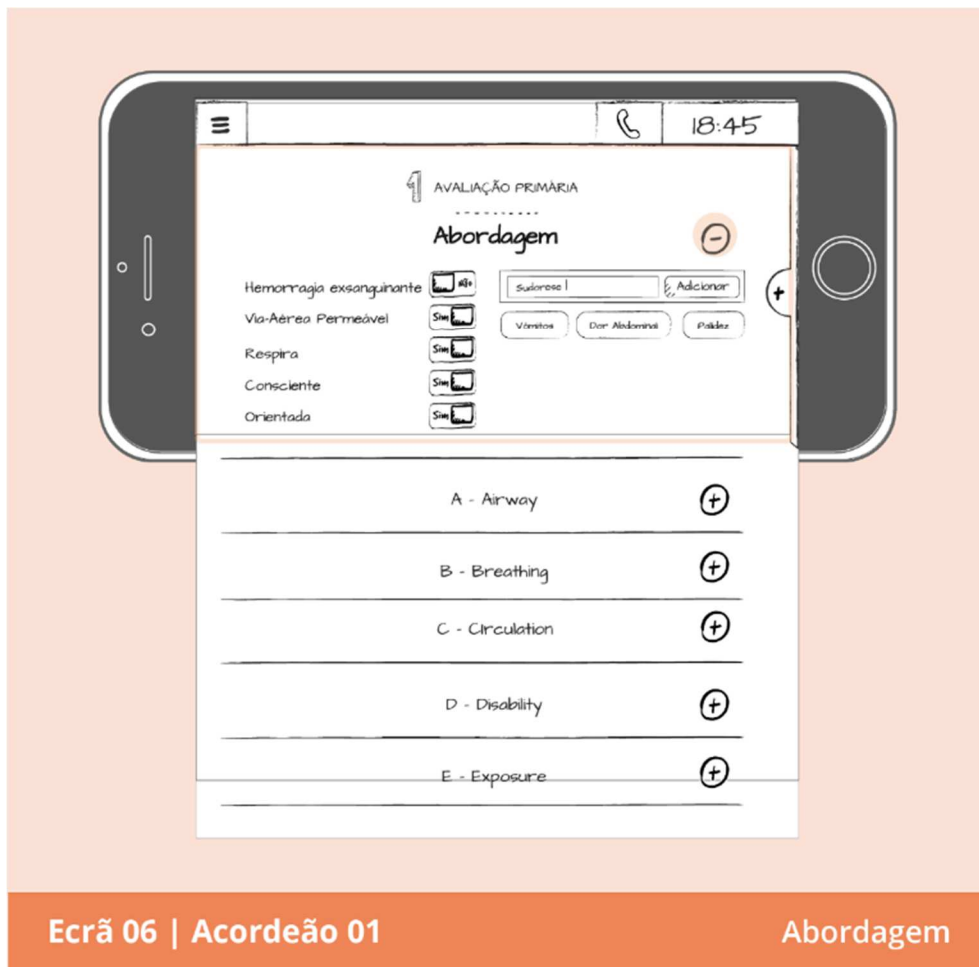 18:45
1 AVALIAÇÃO PRIMÁRIA
Abordagem
Hemorragia exsanguinante Não
Sudorese Adicionar
Via-Aérea Permeável Sim
Vómitos Dor Abdominal Palidez
Respira Sim
Consciente Sim
Orientada Sim
A - Airway
B - Breathing
C - CIrculation
D - Disability
E - Exposure
Ecrã 06 | Acordeão 01 Abordagem